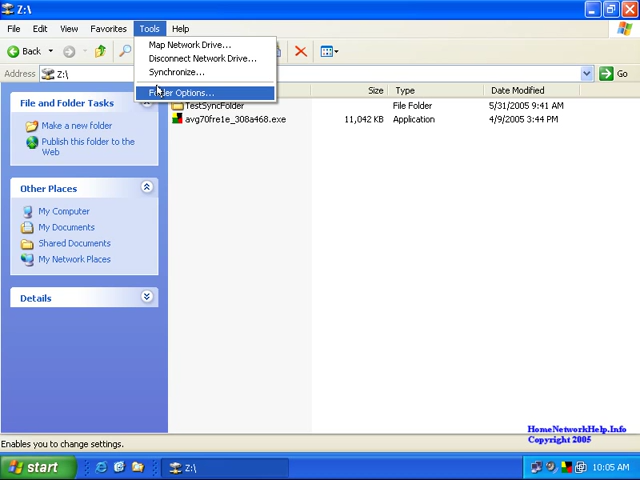 Z:\
File Edit View Favorites Tools Help
Back
Address Z:\ Go
Map Network Drive...
Disconnect Network Drive...
Synchronize...
Folder Options...
Size Type Date Modified
TestSyncFolder File Folder 5/31/2005 9:41 AM
avg70fre1e_308a468.exe 11,042 KB Application 4/9/2005 3:44 PM
File and Folder Tasks
Make a new folder
Publish this folder to the
Web
Other Places
My Computer
My Documents
Shared Documents
My Network Places
Details
HomeNetworkHelp.Info
Copyright 2005
Enables you to change settings.
start Z:\ 10:05 AM